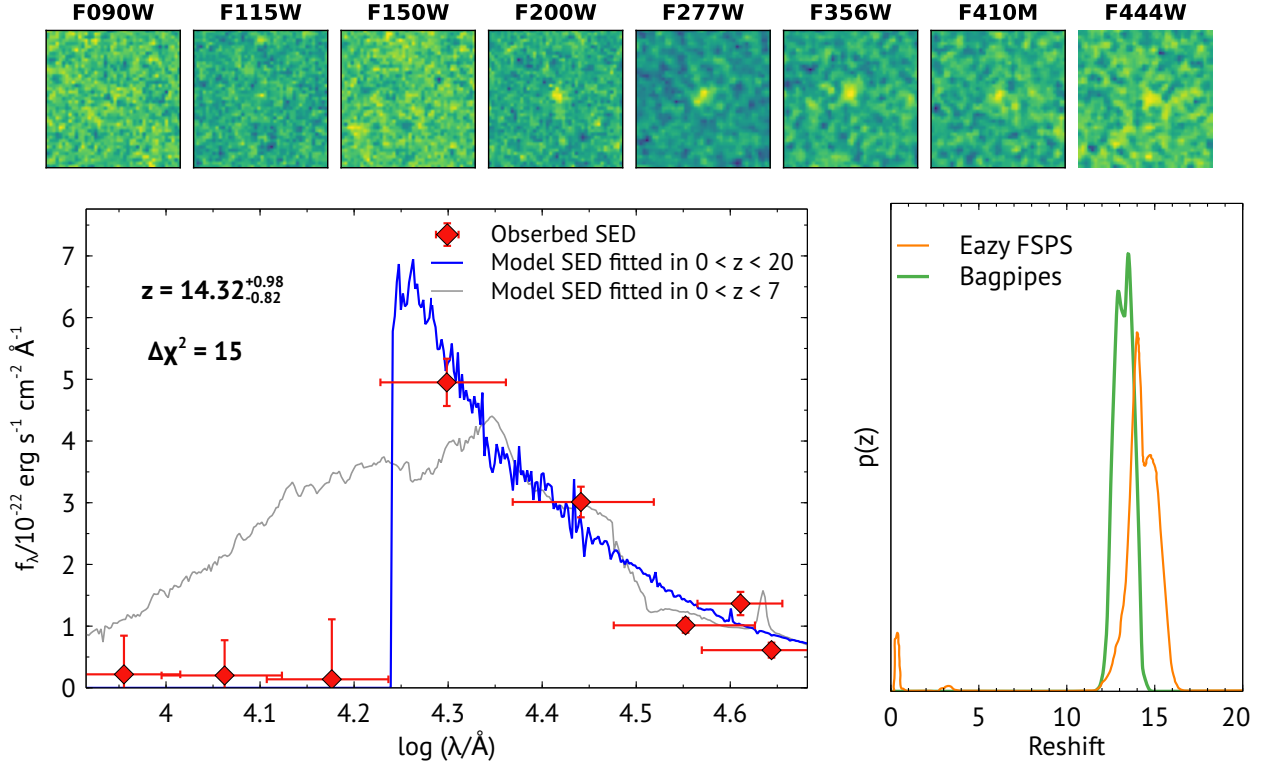 F090W F115W F150W F200W F277W F356W F410M F444W
z = 14.32 +0.98 -0.82
Δχ² = 15
Obserbed SED
Model SED fitted in 0 < z < 20
Model SED fitted in 0 < z < 7
7
6
5
4
3
2
1
0
4 4.1 4.2 4.3 4.4 4.5 4.6
log (λ/Å)
fλ/10⁻²² erg s⁻¹ cm⁻² Å⁻¹
Eazy FSPS
Bagpipes
p(z)
0 5 10 15 20
Reshift